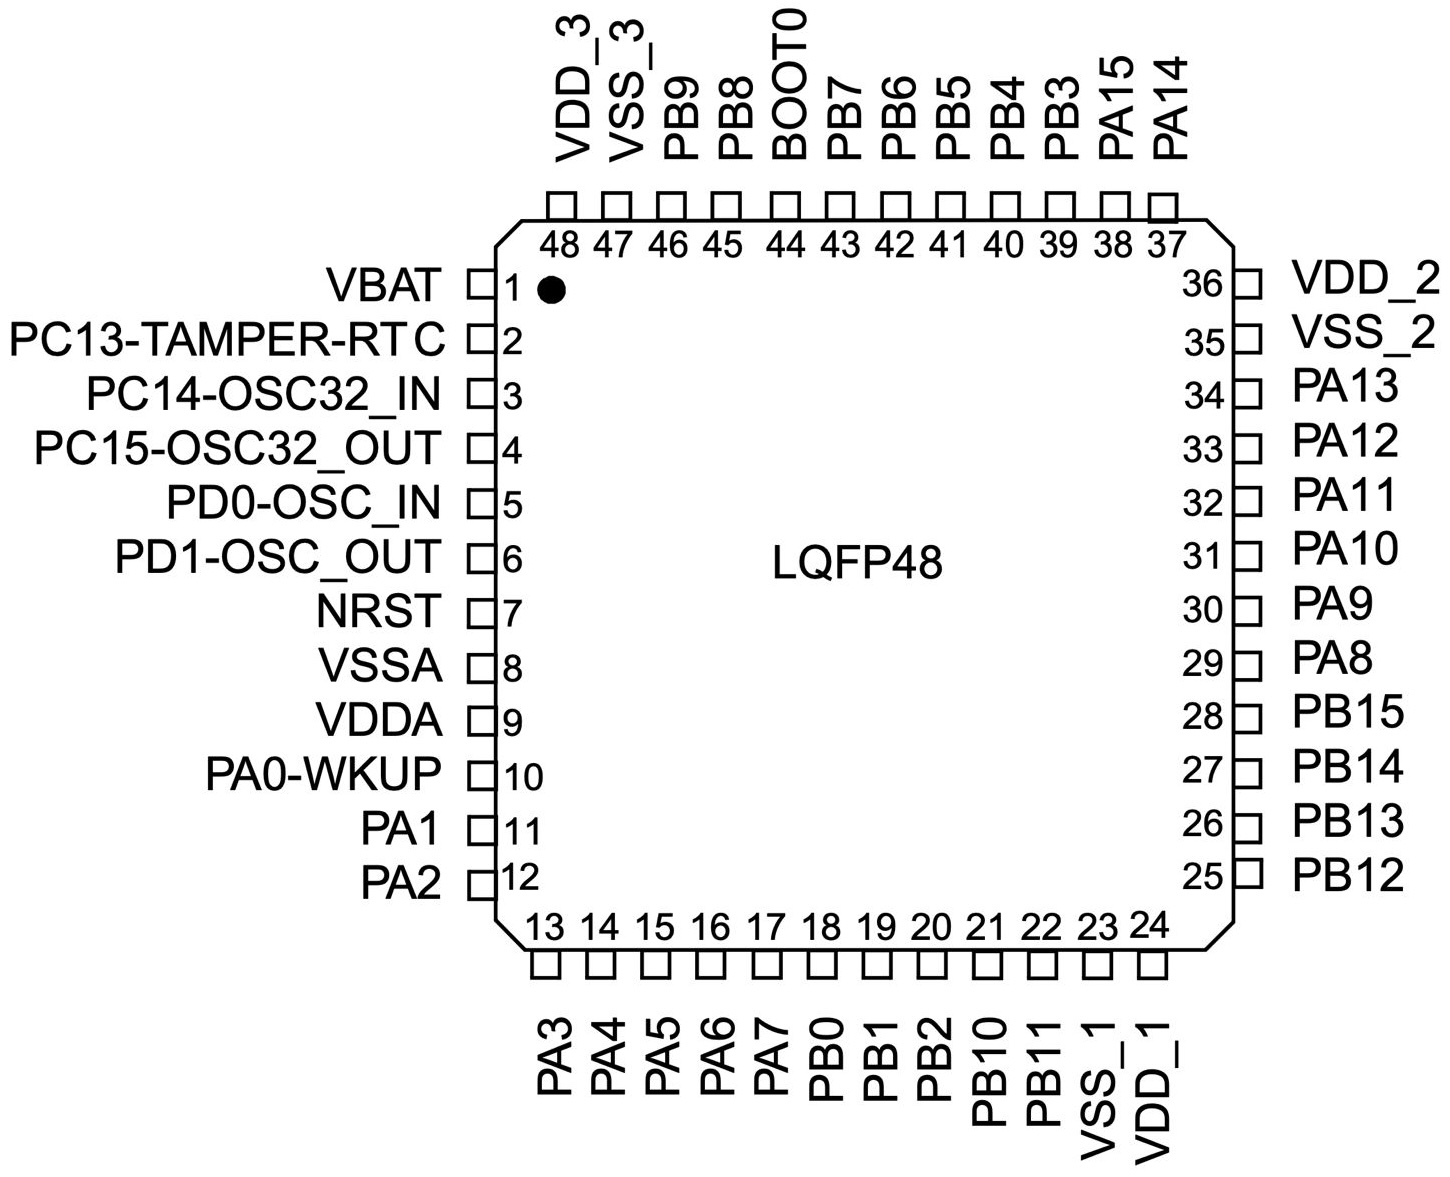 VDD_3
VSS_3
PB9
PB8
BOOT0
PB7
PB6
PB5
PB4
PB3
PA15
PA14
48 47 46 45 44 43 42 41 40 39 38 37
VBAT 1 36 VDD_2
PC13-TAMPER-RTC 2 35 VSS_2
PC14-OSC32_IN 3 34 PA13
PC15-OSC32_OUT 4 33 PA12
PD0-OSC_IN 5 32 PA11
PD1-OSC_OUT 6 LQFP48 31 PA10
NRST 7 30 PA9
VSSA 8 29 PA8
VDDA 9 28 PB15
PA0-WKUP 10 27 PB14
PA1 11 26 PB13
PA2 12 25 PB12
13 14 15 16 17 18 19 20 21 22 23 24
PA3
PA4
PA5
PA6
PA7
PB0
PB1
PB2
PB10
PB11
VSS_1
VDD_1